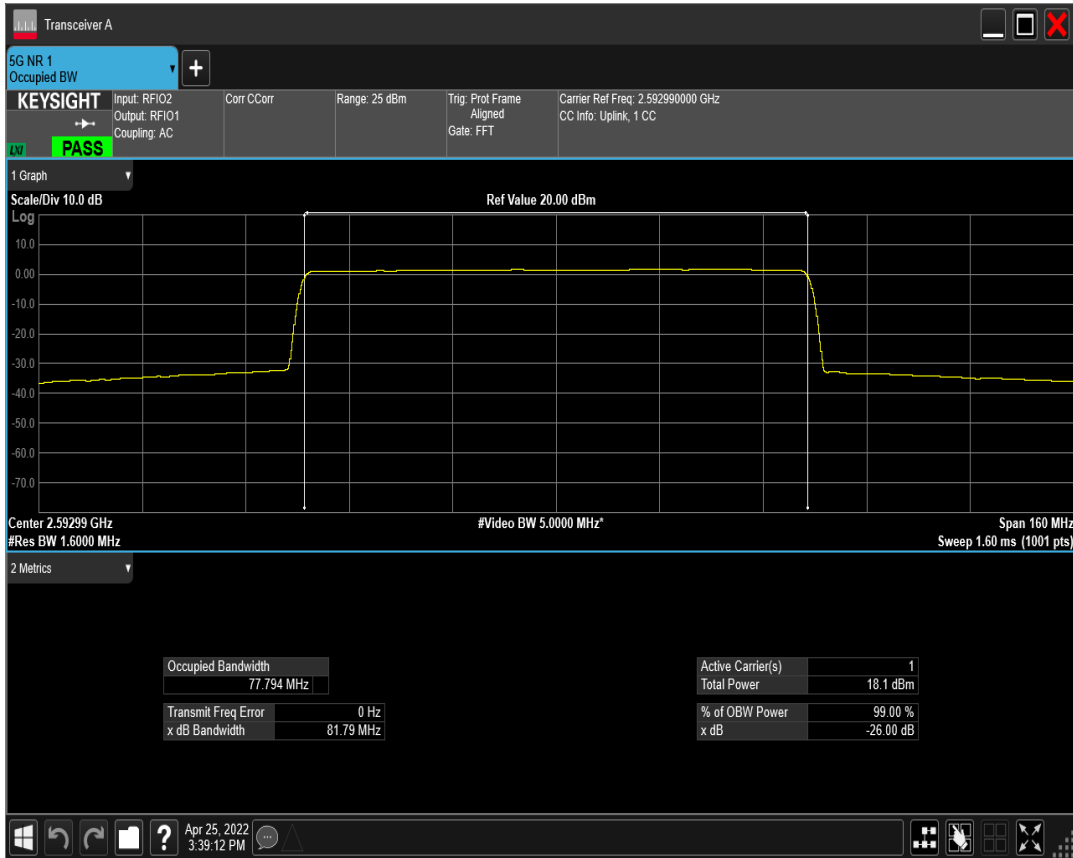 Transceiver A
5G NR 1
Occupied BW
KEYSIGHT
LXI
PASS
Input: RFIO2
Output: RFIO1
Coupling: AC
Corr CCorr
Range: 25 dBm
Trig: Prot Frame
Aligned
Gate: FFT
Carrier Ref Freq: 2.592990000 GHz
CC Info: Uplink, 1 CC
1 Graph
Scale/Div 10.0 dB
Ref Value 20.00 dBm
Log
10.0
0.00
-10.0
-20.0
-30.0
-40.0
-50.0
-60.0
-70.0
Center 2.59299 GHz
#Video BW 5.0000 MHz*
Span 160 MHz
#Res BW 1.6000 MHz
Sweep 1.60 ms (1001 pts)
2 Metrics
Occupied Bandwidth
77.794 MHz
Transmit Freq Error 0 Hz
x dB Bandwidth 81.79 MHz
Active Carrier(s) 1
Total Power 18.1 dBm
% of OBW Power 99.00 %
x dB -26.00 dB
?
Apr 25, 2022
3:39:12 PM